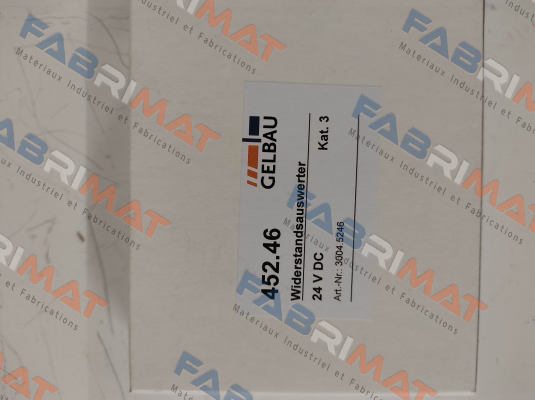 GELBAU
452.46
Widerstandsauswerter
24 V DC Kat. 3
Art.-Nr.: 3004.5246
FABRIMAT
Materiaux Industriel et Fabrications